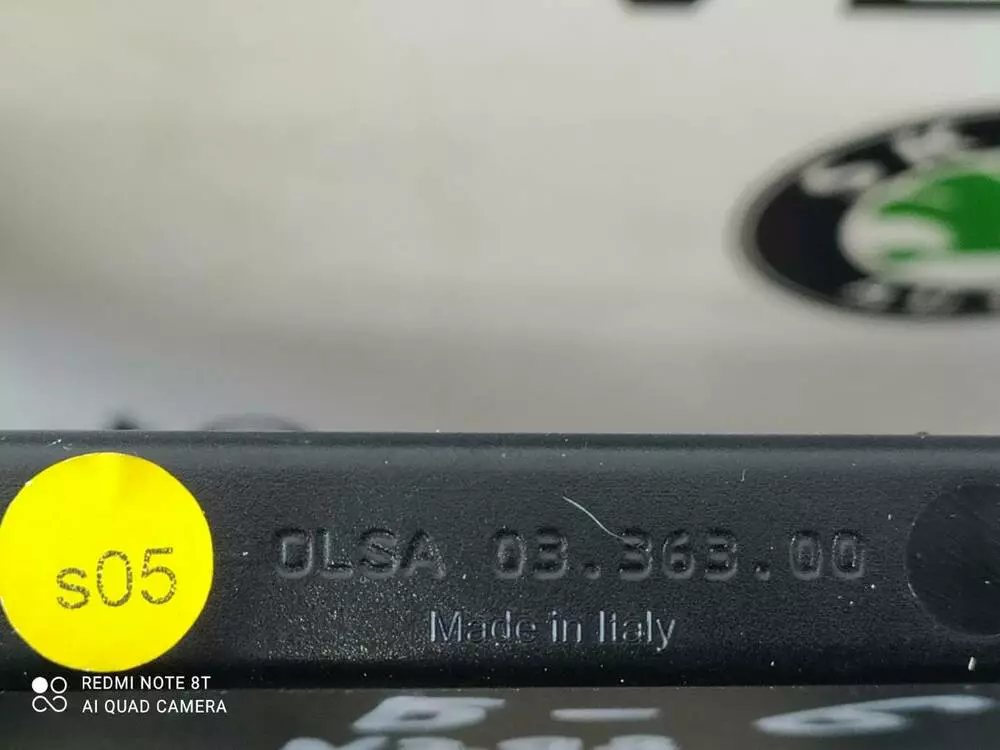 s05
OLSA 03.363.00
Made in Italy
REDMI NOTE 8T
AI QUAD CAMERA